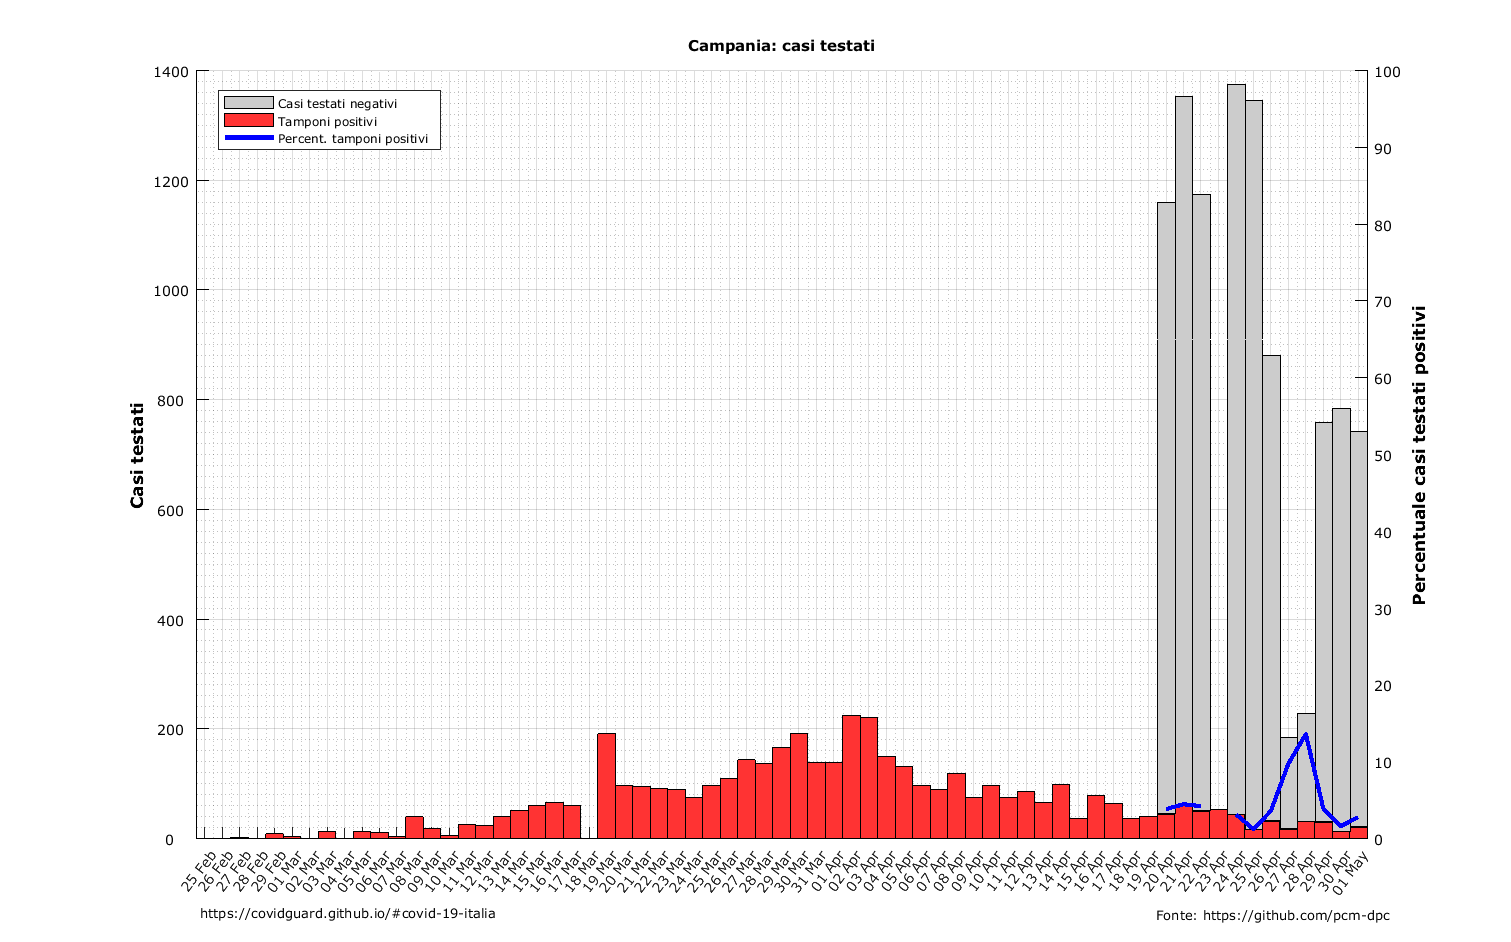 Campania: casi testati
Casi testati negativi
Tamponi positivi
Percent. tamponi positivi
Casi testati
1400
1200
1000
800
600
400
200
0
100
90
80
70
60
50
40
30
20
10
0
Percentuale casi testati positivi
25 Feb
26 Feb
27 Feb
28 Feb
29 Feb
01 Mar
02 Mar
03 Mar
04 Mar
05 Mar
06 Mar
07 Mar
08 Mar
09 Mar
10 Mar
11 Mar
12 Mar
13 Mar
14 Mar
15 Mar
16 Mar
17 Mar
18 Mar
19 Mar
20 Mar
21 Mar
22 Mar
23 Mar
24 Mar
25 Mar
26 Mar
27 Mar
28 Mar
29 Mar
30 Mar
31 Mar
01 Apr
02 Apr
03 Apr
04 Apr
05 Apr
06 Apr
07 Apr
08 Apr
09 Apr
10 Apr
11 Apr
12 Apr
13 Apr
14 Apr
15 Apr
16 Apr
17 Apr
18 Apr
19 Apr
20 Apr
21 Apr
22 Apr
23 Apr
24 Apr
25 Apr
26 Apr
27 Apr
28 Apr
29 Apr
30 Apr
01 May
https://covidguard.github.io/#covid-19-italia
Fonte: https://github.com/pcm-dpc